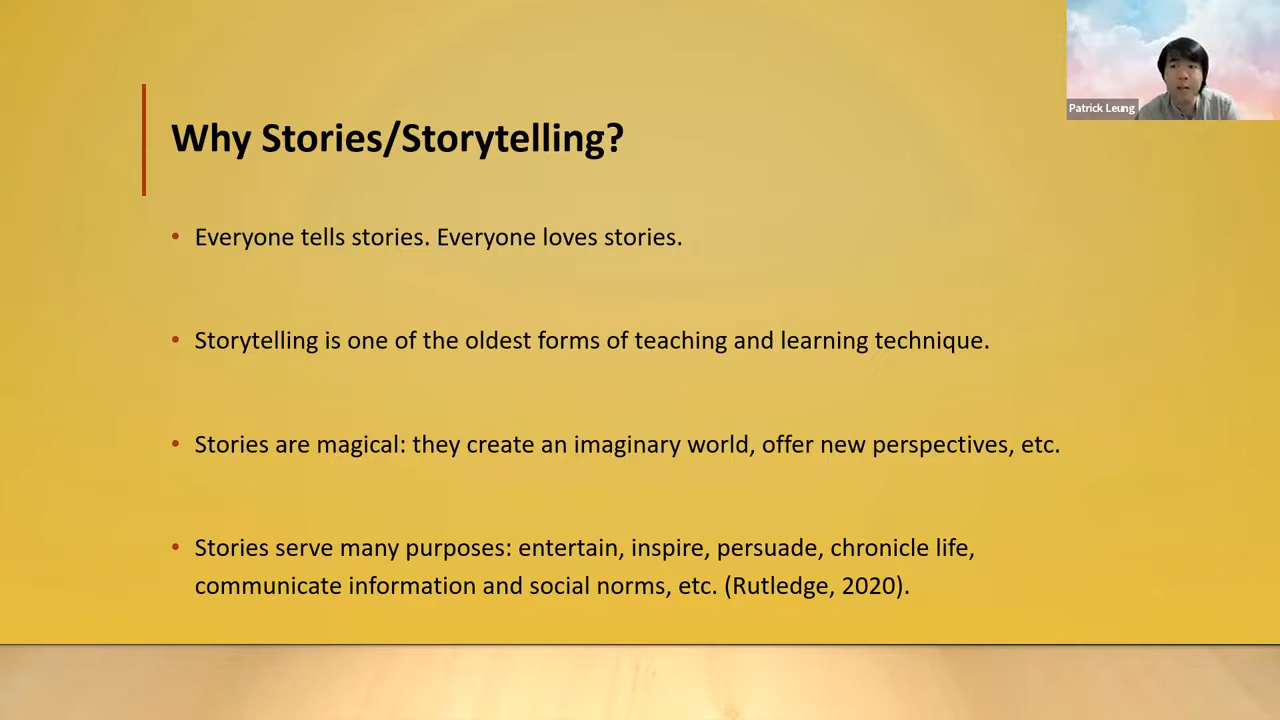 Patrick Leung
Why Stories/Storytelling?
• Everyone tells stories. Everyone loves stories.
• Storytelling is one of the oldest forms of teaching and learning technique.
• Stories are magical: they create an imaginary world, offer new perspectives, etc.
• Stories serve many purposes: entertain, inspire, persuade, chronicle life,
communicate information and social norms, etc. (Rutledge, 2020).